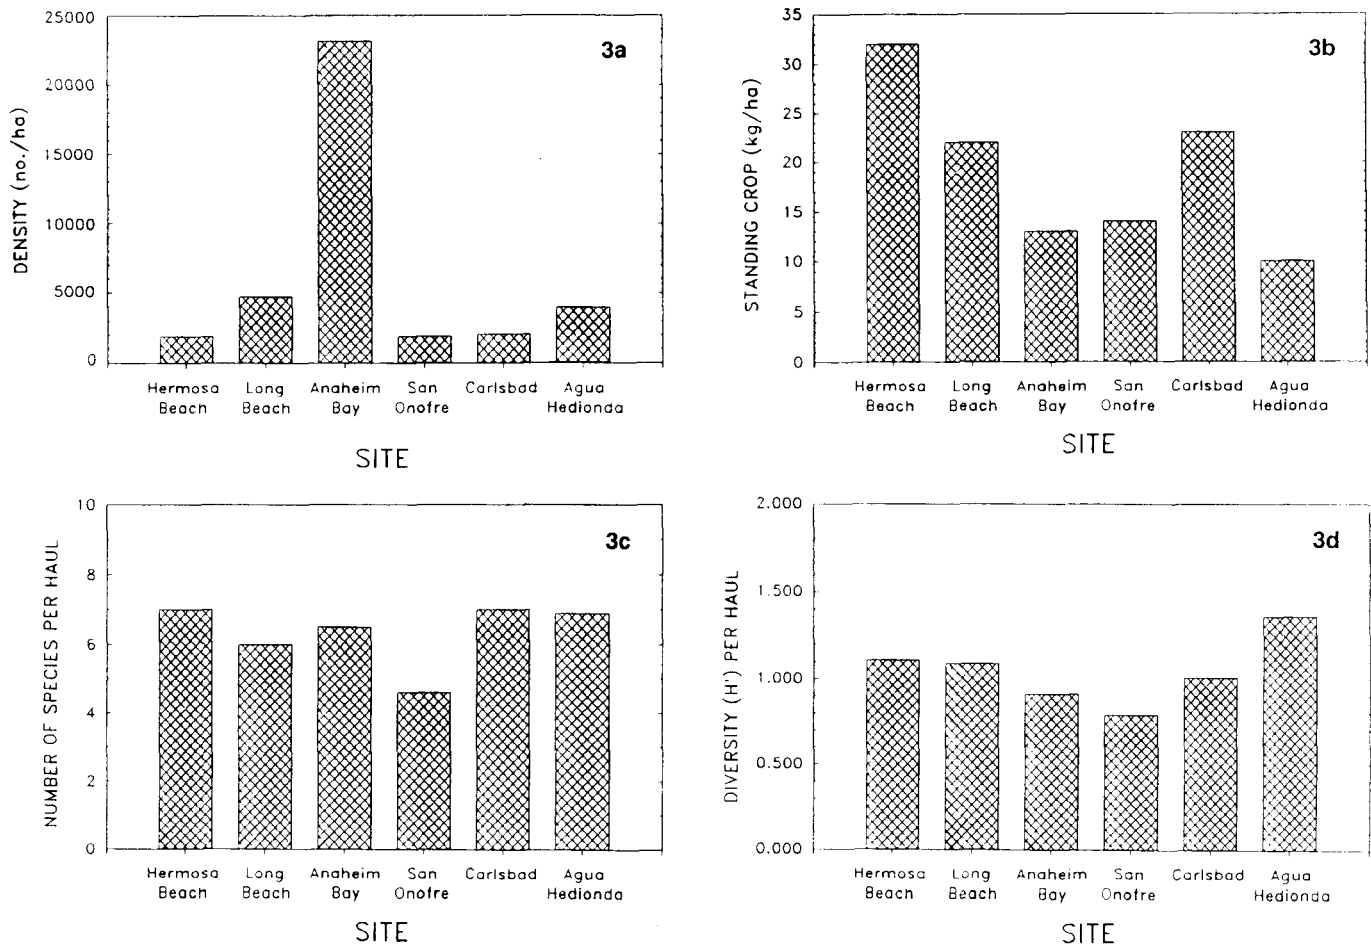 3a
DENSITY (no./ha)
25000
20000
15000
10000
5000
0
Hermosa Beach
Long Beach
Anaheim Bay
San Onofre
Carlsbad
Agua Hedionda
SITE
3b
STANDING CROP (kg/ha)
35
30
25
20
15
10
5
0
Hermosa Beach
Long Beach
Anaheim Bay
San Onofre
Carlsbad
Agua Hedionda
SITE
3c
NUMBER OF SPECIES PER HAUL
10
8
6
4
2
0
Hermosa Beach
Long Beach
Anaheim Bay
San Onofre
Carlsbad
Agua Hedionda
SITE
3d
DIVERSITY (H') PER HAUL
2.000
1.500
1.000
0.500
0.000
Hermosa Beach
Long Beach
Anaheim Bay
San Onofre
Carlsbad
Agua Hedionda
SITE